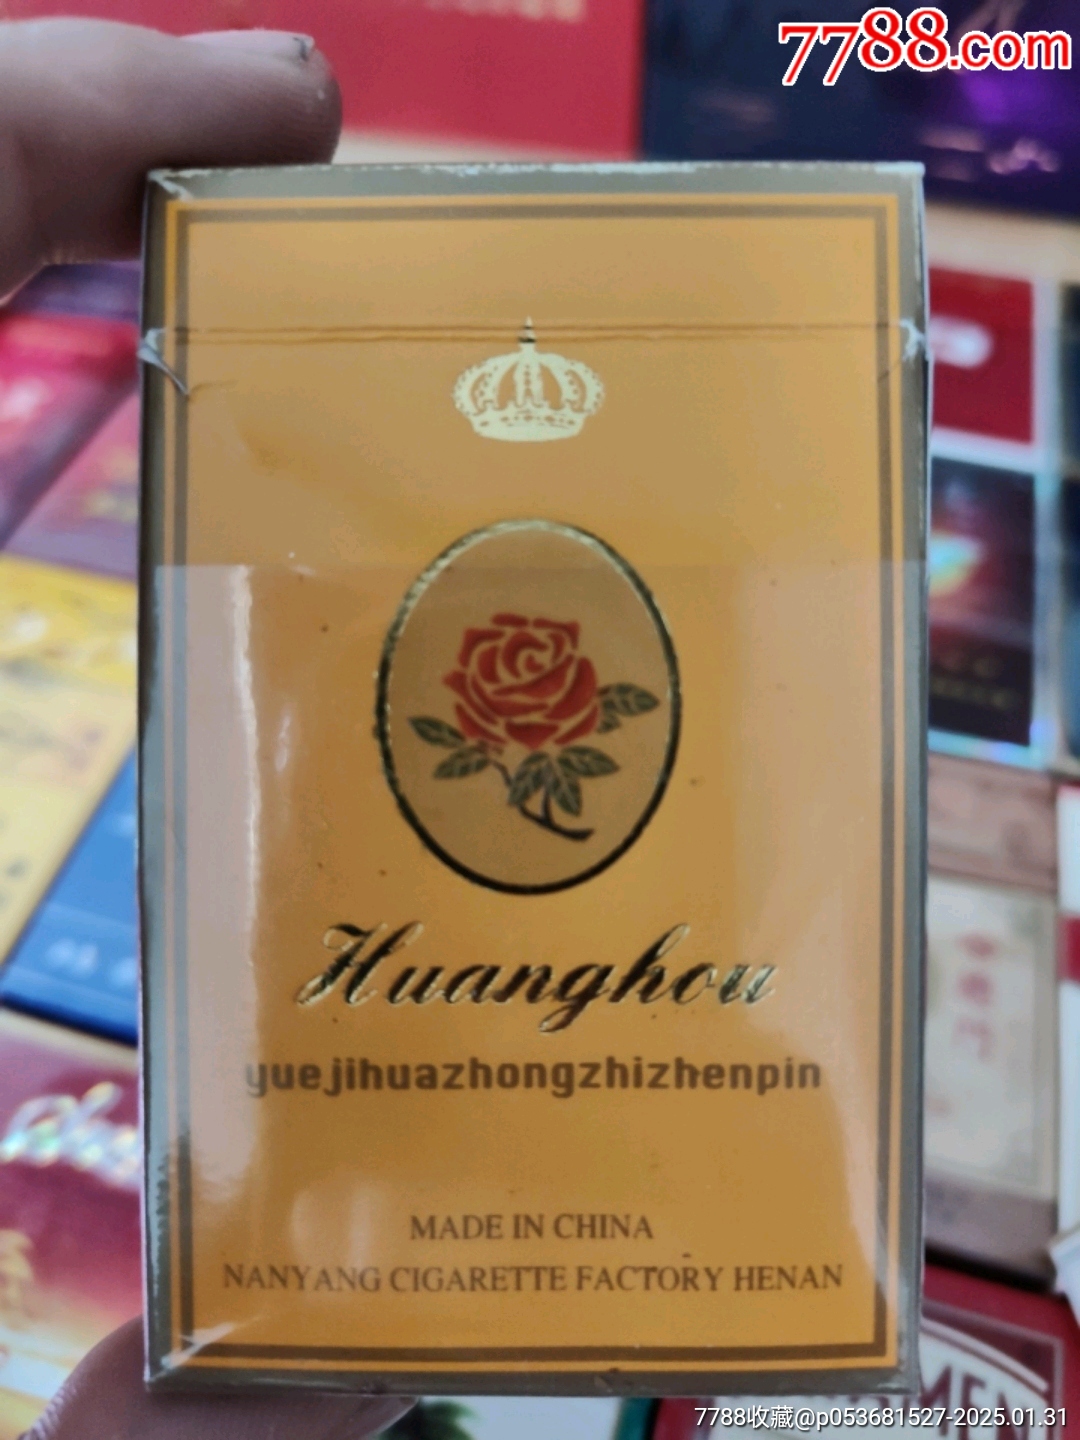 7788.com
Huanghou
yuejihuazhongzhizhenpin
MADE IN CHINA
NANYANG CIGARETTE FACTORY HENAN
MEN
7788收藏@p053681527-2025.01.31